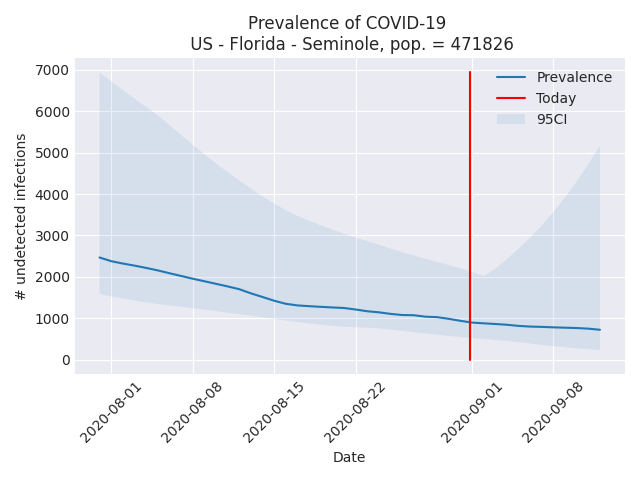 Prevalence of COVID-19
US - Florida - Seminole, pop. = 471826
7000
6000
5000
4000
3000
2000
1000
0
# undetected infections
Prevalence
Today
95CI
2020-08-01
2020-08-08
2020-08-15
2020-08-22
2020-09-01
2020-09-08
Date